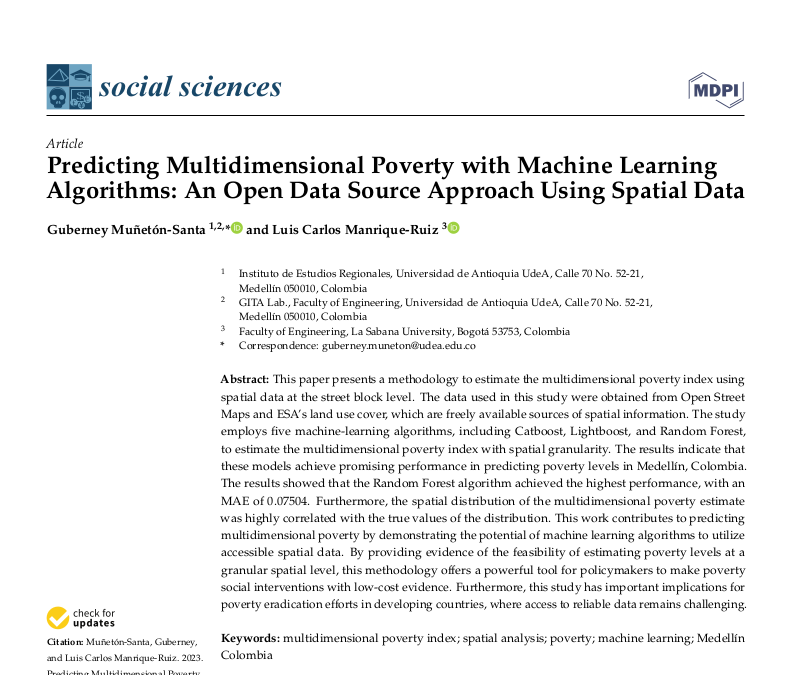 social sciences
MDPI
Article
Predicting Multidimensional Poverty with Machine Learning
Algorithms: An Open Data Source Approach Using Spatial Data
Guberney Muñetón-Santa 1,2,* iD and Luis Carlos Manrique-Ruiz 3 iD
1 Instituto de Estudios Regionales, Universidad de Antioquia UdeA, Calle 70 No. 52-21,
Medellín 050010, Colombia
2 GITA Lab., Faculty of Engineering, Universidad de Antioquia UdeA, Calle 70 No. 52-21,
Medellín 050010, Colombia
3 Faculty of Engineering, La Sabana University, Bogotá 53753, Colombia
* Correspondence: guberney.muneton@udea.edu.co
Abstract: This paper presents a methodology to estimate the multidimensional poverty index using
spatial data at the street block level. The data used in this study were obtained from Open Street
Maps and ESA's land use cover, which are freely available sources of spatial information. The study
employs five machine-learning algorithms, including Catboost, Lightboost, and Random Forest,
to estimate the multidimensional poverty index with spatial granularity. The results indicate that
these models achieve promising performance in predicting poverty levels in Medellín, Colombia.
The results showed that the Random Forest algorithm achieved the highest performance, with an
MAE of 0.07504. Furthermore, the spatial distribution of the multidimensional poverty estimate
was highly correlated with the true values of the distribution. This work contributes to predicting
multidimensional poverty by demonstrating the potential of machine learning algorithms to utilize
accessible spatial data. By providing evidence of the feasibility of estimating poverty levels at a
granular spatial level, this methodology offers a powerful tool for policymakers to make poverty
social interventions with low-cost evidence. Furthermore, this study has important implications for
poverty eradication efforts in developing countries, where access to reliable data remains challenging.
Keywords: multidimensional poverty index; spatial analysis; poverty; machine learning; Medellín
Colombia
check for
updates
Citation: Muñetón-Santa, Guberney,
and Luis Carlos Manrique-Ruiz. 2023.
Predicting Multidimensional Poverty